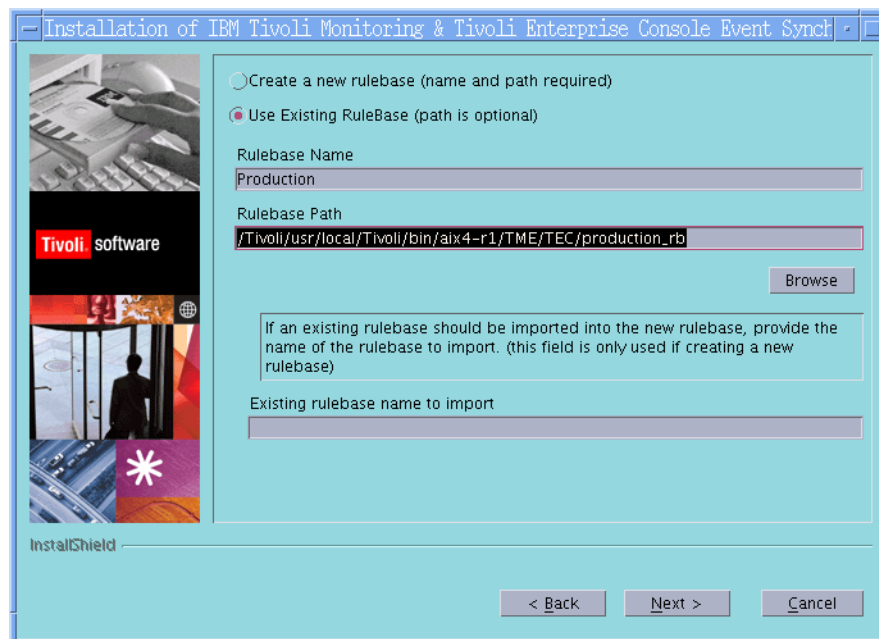 Installation of IBM Tivoli Monitoring & Tivoli Enterprise Console Event Synch
Create a new rulebase (name and path required)
Use Existing RuleBase (path is optional)
Rulebase Name
Production
Rulebase Path
/Tivoli/usr/local/Tivoli/bin/aix4-r1/TME/TEC/production_rb
Tivoli. software
Browse
If an existing rulebase should be imported into the new rulebase, provide the
name of the rulebase to import. (this field is only used if creating a new
rulebase)
Existing rulebase name to import
InstallShield
< Back
Next >
Cancel